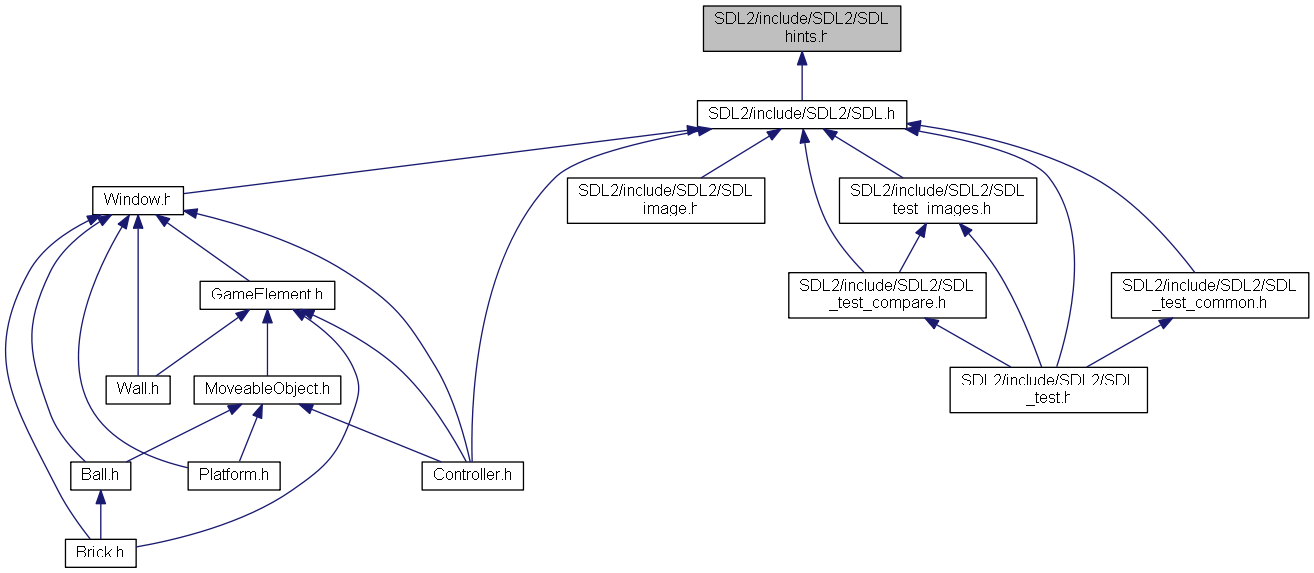 SDL2/include/SDL2/SDL
hints.h
SDL2/include/SDL2/SDL.h
SDL2/include/SDL2/SDL
image.h
SDL2/include/SDL2/SDL
test images.h
Window.h
SDL2/include/SDL2/SDL
_test_compare.h
SDL2/include/SDL2/SDL
_test_common.h
GameElement.h
Wall.h
MoveableObject.h
SDL2/include/SDL2/SDL
_test.h
Ball.h
Platform.h
Controller.h
Brick.h